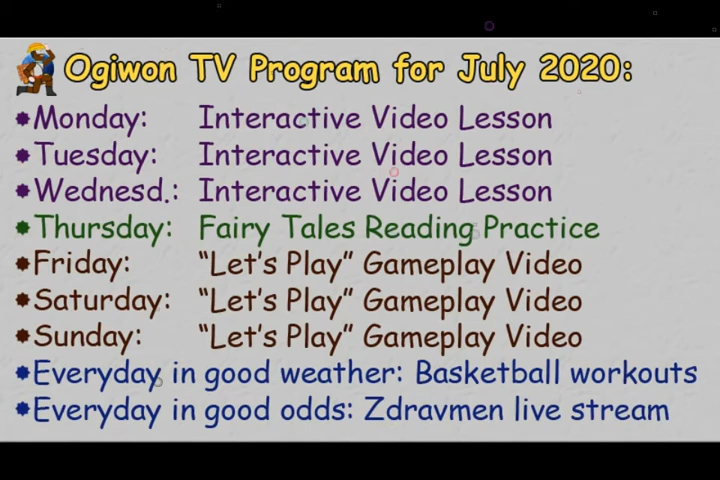 Ogiwon TV Program for July 2020:
Monday: Interactive Video Lesson
Tuesday: Interactive Video Lesson
Wednesd.: Interactive Video Lesson
Thursday: Fairy Tales Reading Practice
Friday: “Let's Play” Gameplay Video
Saturday: “Let's Play” Gameplay Video
Sunday: “Let's Play” Gameplay Video
Everyday in good weather: Basketball workouts
Everyday in good odds: Zdravmen live stream